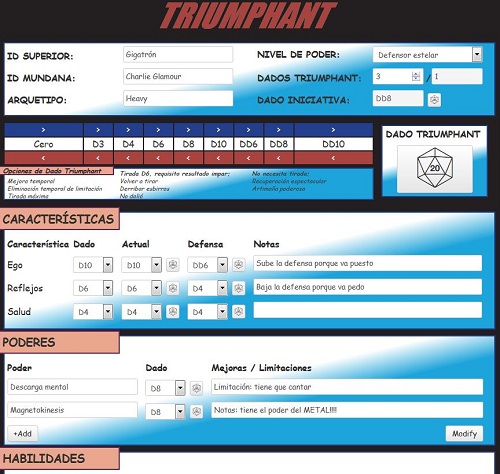 TRIUMPHANT
ID SUPERIOR: Gigatrón NIVEL DE PODER: Defensor estelar
ID MUNDANA: Charlie Glamour DADOS TRIUMPHANT: 3 / 1
ARQUETIPO: Heavy DADO INICIATIVA: DD8
> > > > > > > > >
Cero D3 D4 D6 D8 D10 DD6 DD8 DD10
< < < < < < < < <
DADO TRIUMPHANT
20
Opciones de Dado Triumphant Tirada D6, requisito resultado impar: No necesita tirada:
Mejora temporal Volver a tirar Recuperación espectacular
Eliminación temporal de limitación Derribar esbirros Artimaña poderosa
Tirada máxima No dolió
CARACTERÍSTICAS
Característica Dado Actual Defensa Notas
Ego D10 D10 DD6 Sube la defensa porque va puesto
Reflejos D6 D6 D4 Baja la defensa porque va pedo
Salud D4 D4 D4
PODERES
Poder Dado Mejoras / Limitaciones
Descarga mental D8 Limitación: tiene que cantar
Magnetokinesis D8 Notas: tiene el poder del METAL!!!!
+Add Modify
HABILIDADES